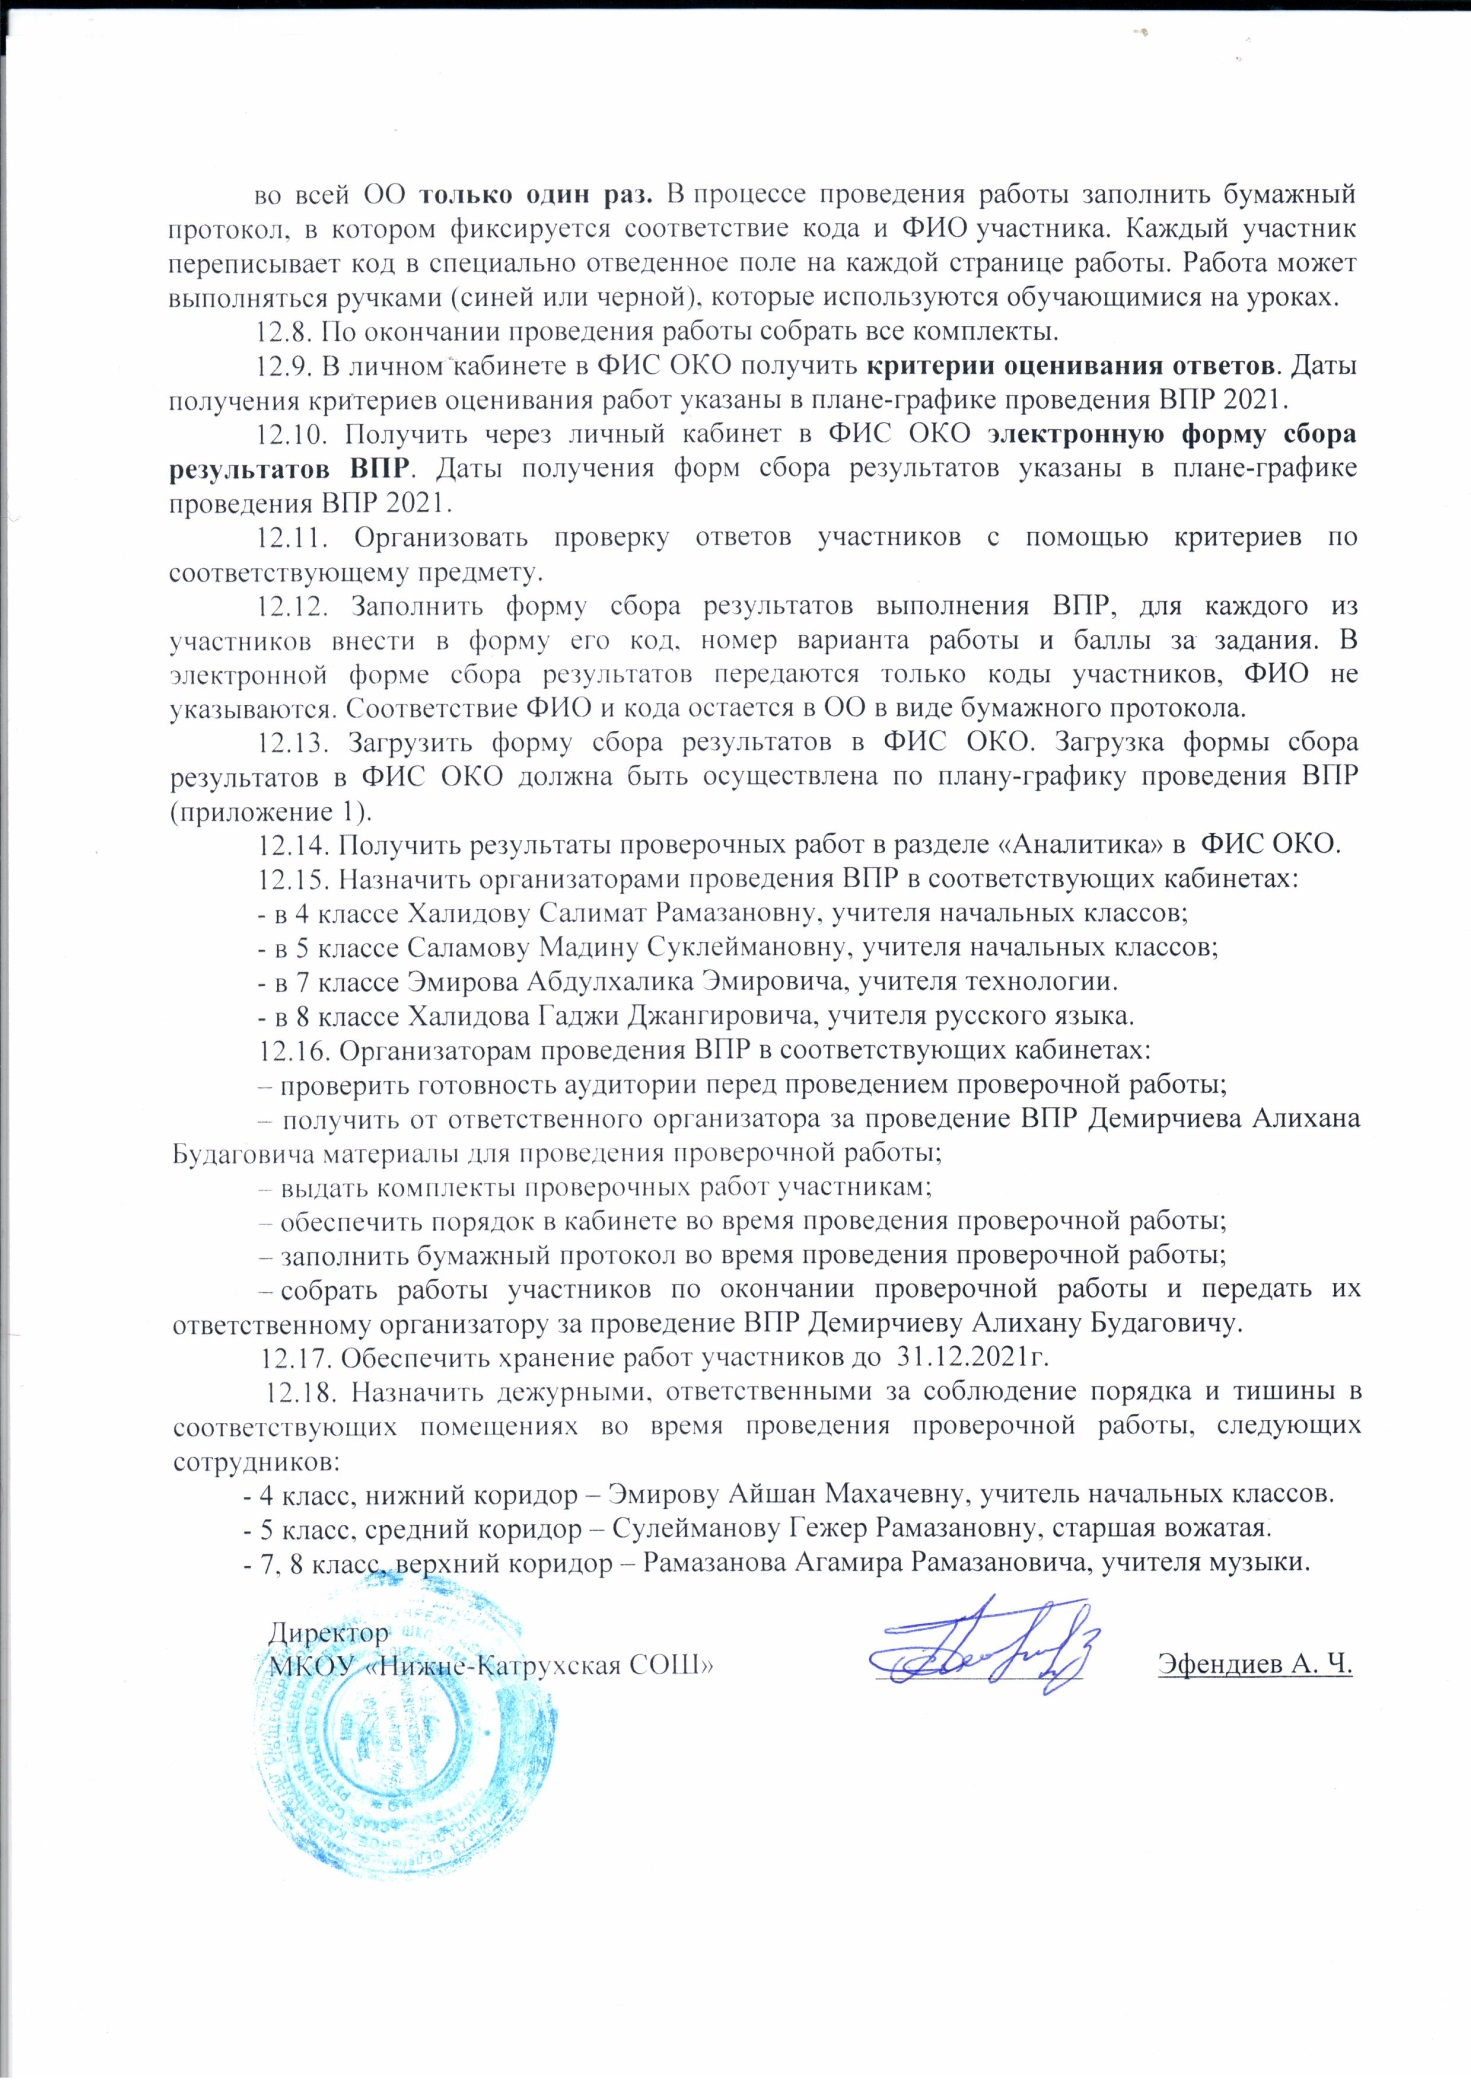 во всей ОО только один раз. В процессе проведения работы заполнить бумажный
протокол, в котором фиксируется соответствие кода и ФИО участника. Каждый участник
переписывает код в специально отведенное поле на каждой странице работы. Работа может
выполняться ручками (синей или черной), которые используются обучающимися на уроках.
12.8. По окончании проведения работы собрать все комплекты.
12.9. В личном кабинете в ФИС ОКО получить критерии оценивания ответов. Даты
получения критериев оценивания работ указаны в плане-графике проведения ВПР 2021.
12.10. Получить через личный кабинет в ФИС ОКО электронную форму сбора
результатов ВПР. Даты получения форм сбора результатов указаны в плане-графике
проведения ВПР 2021.
12.11. Организовать проверку ответов участников с помощью критериев по
соответствующему предмету.
12.12. Заполнить форму сбора результатов выполнения ВПР, для каждого из
участников внести в форму его код, номер варианта работы и баллы за задания. В
электронной форме сбора результатов передаются только коды участников, ФИО не
указываются. Соответствие ФИО и кода остается в ОО в виде бумажного протокола.
12.13. Загрузить форму сбора результатов в ФИС ОКО. Загрузка формы сбора
результатов в ФИС ОКО должна быть осуществлена по плану-графику проведения ВПР
(приложение 1).
12.14. Получить результаты проверочных работ в разделе «Аналитика» в ФИС ОКО.
12.15. Назначить организаторами проведения ВПР в соответствующих кабинетах:
- в 4 классе Халидову Салимат Рамазановну, учителя начальных классов;
- в 5 классе Саламову Мадину Суклеймановну, учителя начальных классов;
- в 7 классе Эмирова Абдулхалика Эмировича, учителя технологии.
- в 8 классе Халидова Гаджи Джангировича, учителя русского языка.
12.16. Организаторам проведения ВПР в соответствующих кабинетах:
– проверить готовность аудитории перед проведением проверочной работы;
– получить от ответственного организатора за проведение ВПР Демирчиева Алихана
Будаговича материалы для проведения проверочной работы;
– выдать комплекты проверочных работ участникам;
– обеспечить порядок в кабинете во время проведения проверочной работы;
– заполнить бумажный протокол во время проведения проверочной работы;
– собрать работы участников по окончании проверочной работы и передать их
ответственному организатору за проведение ВПР Демирчиеву Алихану Будаговичу.
12.17. Обеспечить хранение работ участников до 31.12.2021г.
12.18. Назначить дежурными, ответственными за соблюдение порядка и тишины в
соответствующих помещениях во время проведения проверочной работы, следующих
сотрудников:
- 4 класс, нижний коридор – Эмирову Айшан Махачевну, учитель начальных классов.
- 5 класс, средний коридор – Сулейманову Гежер Рамазановну, старшая вожатая.
- 7, 8 класс, верхний коридор – Рамазанова Агамира Рамазановича, учителя музыки.
Директор
МКОУ «Нижне-Катрухская СОШ» Эфендиев А. Ч.